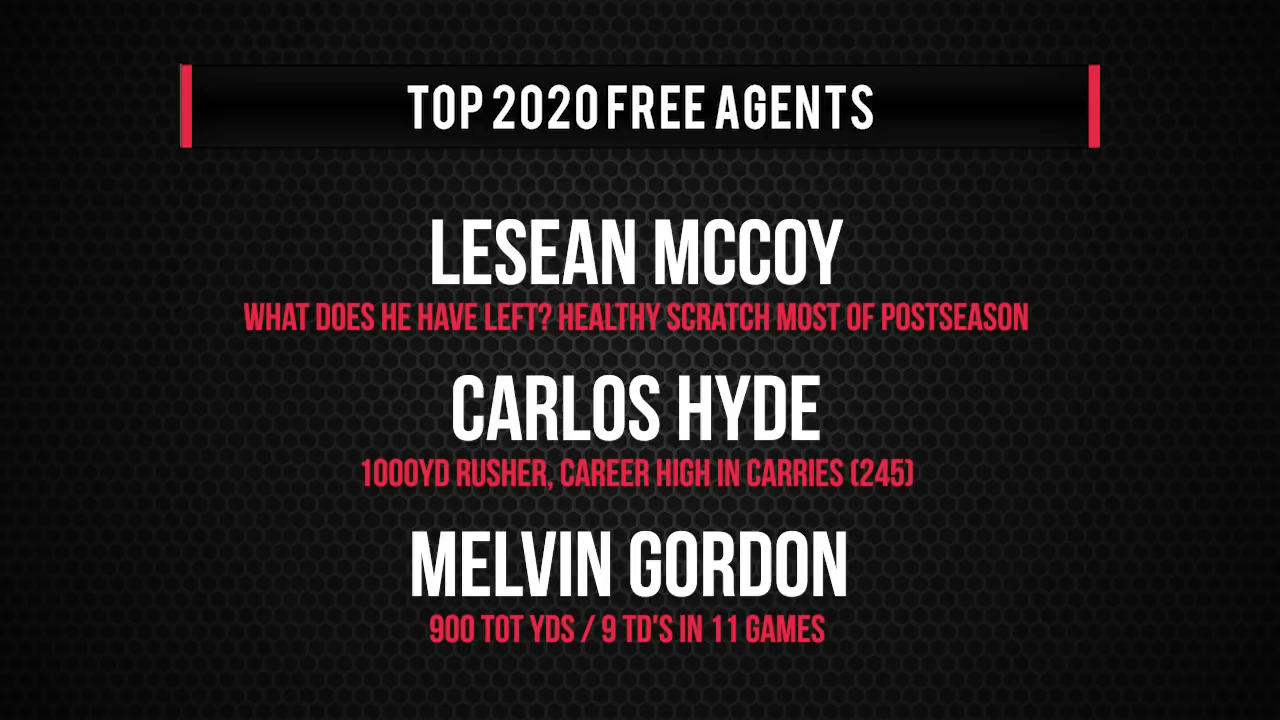 TOP 2020 FREE AGENTS
LESEAN MCCOY
WHAT DOES HE HAVE LEFT? HEALTHY SCRATCH MOST OF POSTSEASON
CARLOS HYDE
1000YD RUSHER, CAREER HIGH IN CARRIES (245)
MELVIN GORDON
900 TOT YDS / 9 TD'S IN 11 GAMES